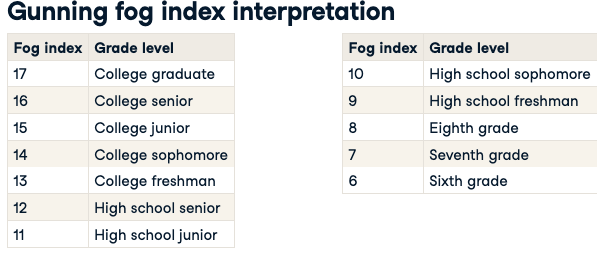 Gunning fog index interpretation
Fog index Grade level
17 College graduate
16 College senior
15 College junior
14 College sophomore
13 College freshman
12 High school senior
11 High school junior
Fog index Grade level
10 High school sophomore
9 High school freshman
8 Eighth grade
7 Seventh grade
6 Sixth grade